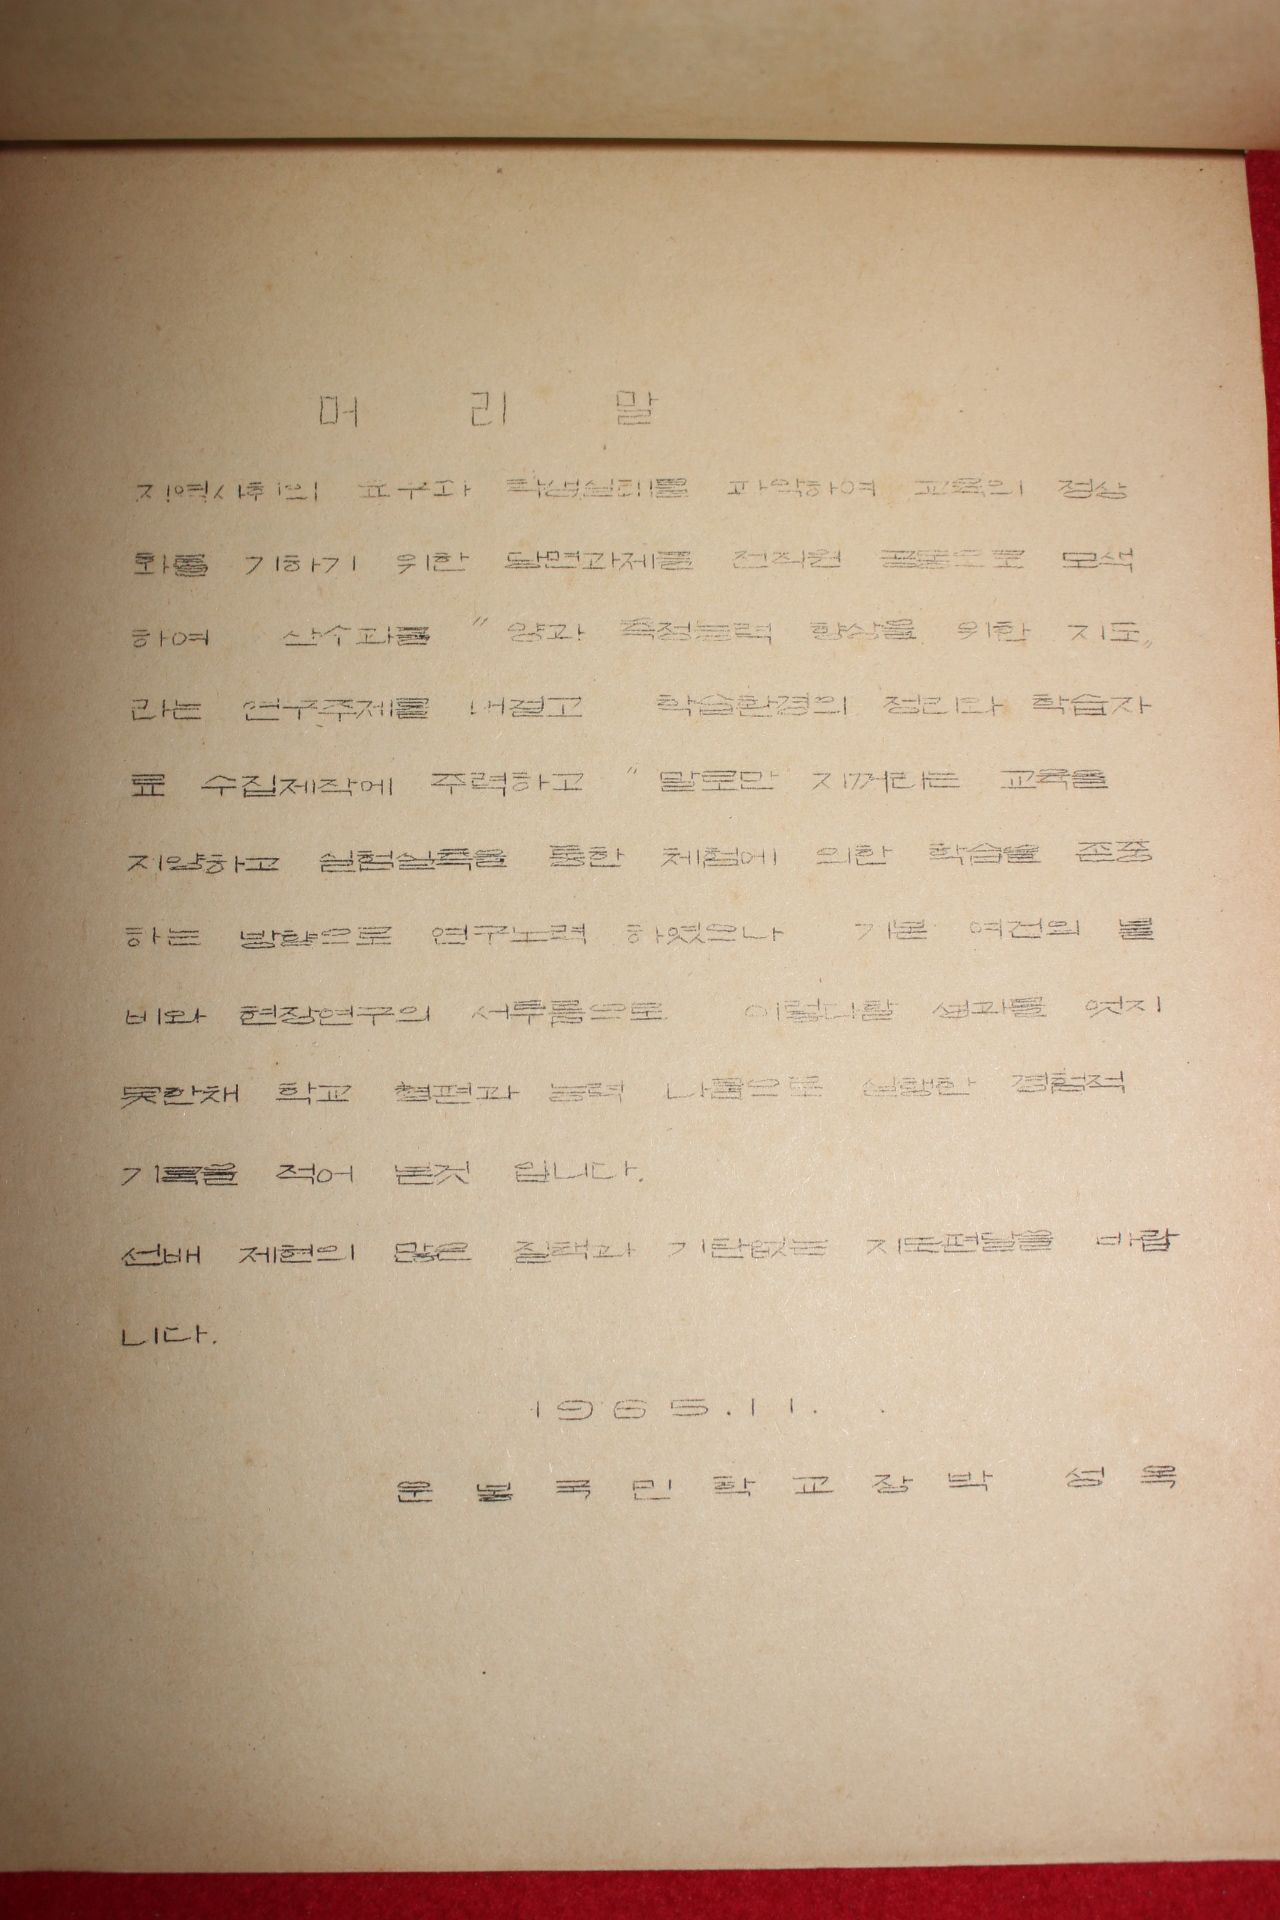 머 리 말
지역사회의 요구와 학생실태를 파악하여 교육의 정상
화를 기하기 위한 당면과제를 전직원 공동으로 모색
하여 산수과를 "양과 측정능력 향상을 위한 지도"
라는 연구주제를 내걸고 학습환경의 정리와 학습자
료 수집제작에 주력하고 "말로만" 지꺼리는 교육을
지양하고 실험실측을 통한 체험에 의한 학습을 존중
하는 방향으로 연구노력 하였으나 기본 여건의 불
비와 현장연구의 서투름으로 이렇다할 성과를 엇지
못한채 학교 형편과 능력 나름으로 실행한 경험적
기록을 적어 본것 입니다.
선배 제현의 많은 질책과 기탄없는 지도편달을 바랍
니다.
1965.11.
운봉국민학교장박 성옥